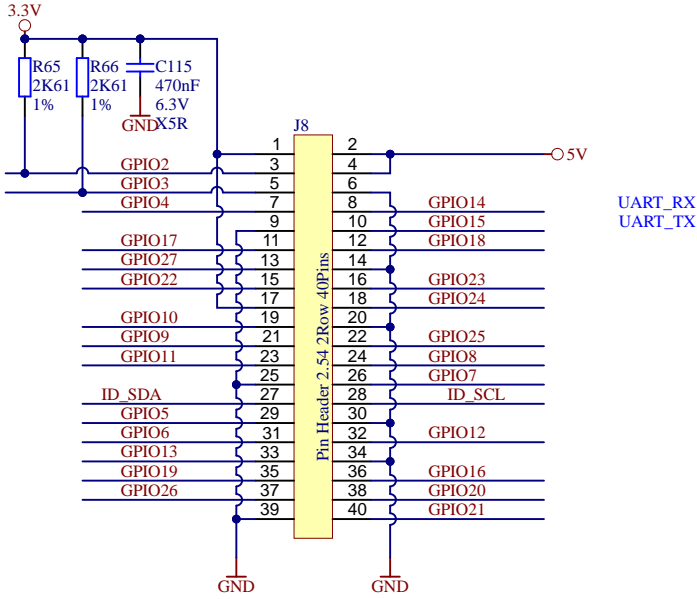 3.3V
R65
2K61
1%
R66
2K61
1%
C115
470nF
6.3V
X5R
GND
J8
1 2
5V
GPIO2 3 4
GPIO3 5 6
GPIO4 7 8 GPIO14 UART_RX
9 10 GPIO15 UART_TX
GPIO17 11 12 GPIO18
GPIO27 13 14
GPIO22 15 16 GPIO23
17 18 GPIO24
GPIO10 19 20
GPIO9 21 22 GPIO25
GPIO11 23 24 GPIO8
25 26 GPIO7
ID_SDA 27 28 ID_SCL
GPIO5 29 30
GPIO6 31 32 GPIO12
GPIO13 33 34
GPIO19 35 36 GPIO16
GPIO26 37 38 GPIO20
39 40 GPIO21
Pin Header 2.54 2Row 40Pins
GND GND